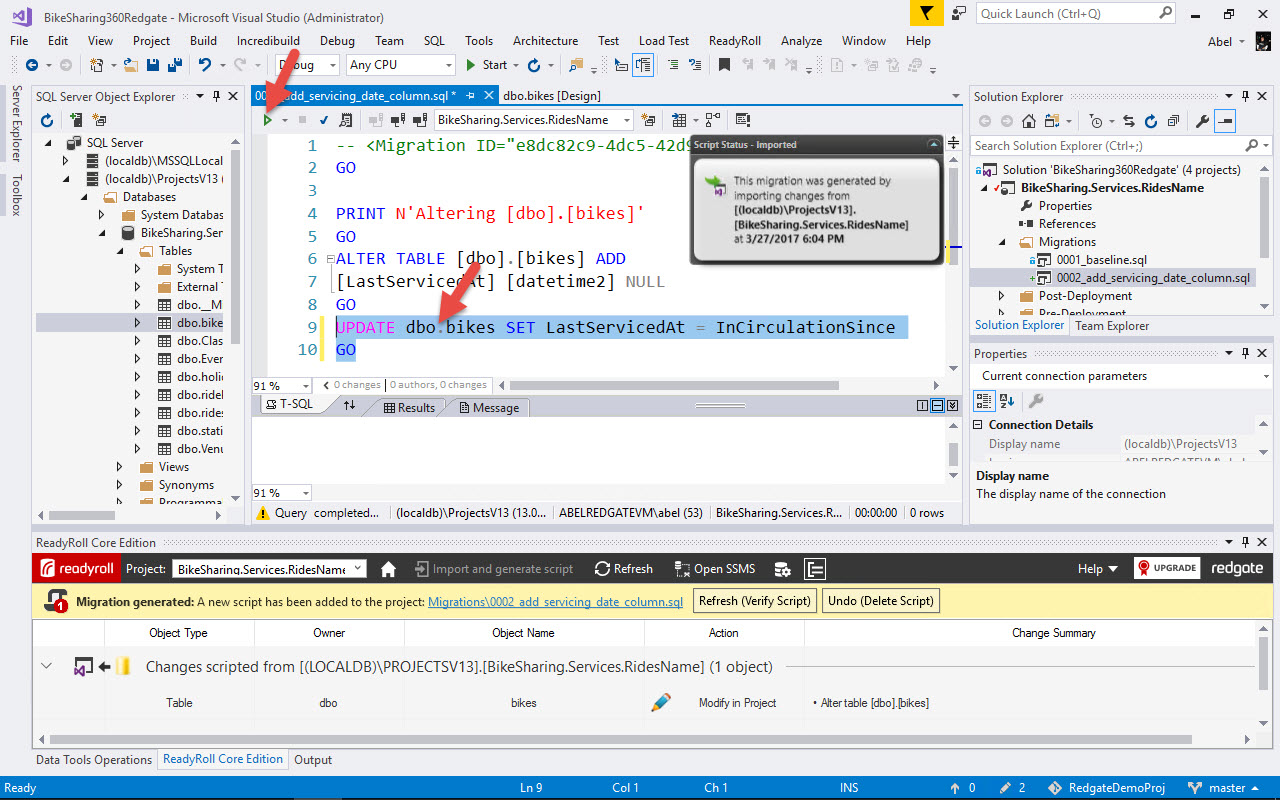 BikeSharing360Redgate - Microsoft Visual Studio (Administrator)
Quick Launch (Ctrl+Q)
File Edit View Project Build Incredibuild Debug Team SQL Tools Architecture Test Load Test ReadyRoll Analyze Window Help Abel
Any CPU Start
Server Explorer
Toolbox
SQL Server Object Explorer
SQL Server
(localdb)\MSSQLLocal
(localdb)\ProjectsV13 (
Databases
System Databas
BikeSharing.Ser
Tables
System T
External T
dbo.__M
dbo.bike
dbo.Clas
dbo.Even
dbo.holic
dbo.ridel
dbo.rides
dbo.stati
dbo.Venu
Views
Synonyms
_add_servicing_date_column.sql * dbo.bikes [Design]
BikeSharing.Services.RidesName
1 -- <Migration ID="e8dc82c9-4dc5-42d9
2 GO
3
4 PRINT N'Altering [dbo].[bikes]'
5 GO
6 ALTER TABLE [dbo].[bikes] ADD
7 [LastServicedAt] [datetime2] NULL
8 GO
9 UPDATE dbo.bikes SET LastServicedAt = InCirculationSince
10 GO
Script Status - Imported
This migration was generated by
importing changes from
[(localdb)\ProjectsV13].
[BikeSharing.Services.RidesName]
at 3/27/2017 6:04 PM
91 % 0 changes | 0 authors, 0 changes
T-SQL Results Message
91 %
Query completed... (localdb)\ProjectsV13 (13.0... ABELREDGATEVM\abel (53) BikeSharing.Services.R... 00:00:00 0 rows
Solution Explorer
Search Solution Explorer (Ctrl+;)
Solution 'BikeSharing360Redgate' (4 projects)
BikeSharing.Services.RidesName
Properties
References
Migrations
0001_baseline.sql
0002_add_servicing_date_column.sql
Post-Deployment
Pre-Deployment
Solution Explorer Team Explorer
Properties
Current connection parameters
Connection Details
Display name (localdb)\ProjectsV13
Display name
The display name of the connection
ReadyRoll Core Edition
readyroll Project: BikeSharing.Services.RidesName Import and generate script Refresh Open SSMS Help UPGRADE redgate
1 Migration generated: A new script has been added to the project: Migrations\0002_add_servicing_date_column.sql Refresh (Verify Script) Undo (Delete Script)
Object Type Owner Object Name Action Change Summary
Changes scripted from [(LOCALDB)\PROJECTSV13].[BikeSharing.Services.RidesName] (1 object)
Table dbo bikes Modify in Project • Alter table [dbo].[bikes]
Data Tools Operations ReadyRoll Core Edition Output
Ready Ln 9 Col 1 Ch 1 INS 0 2 RedgateDemoProj master